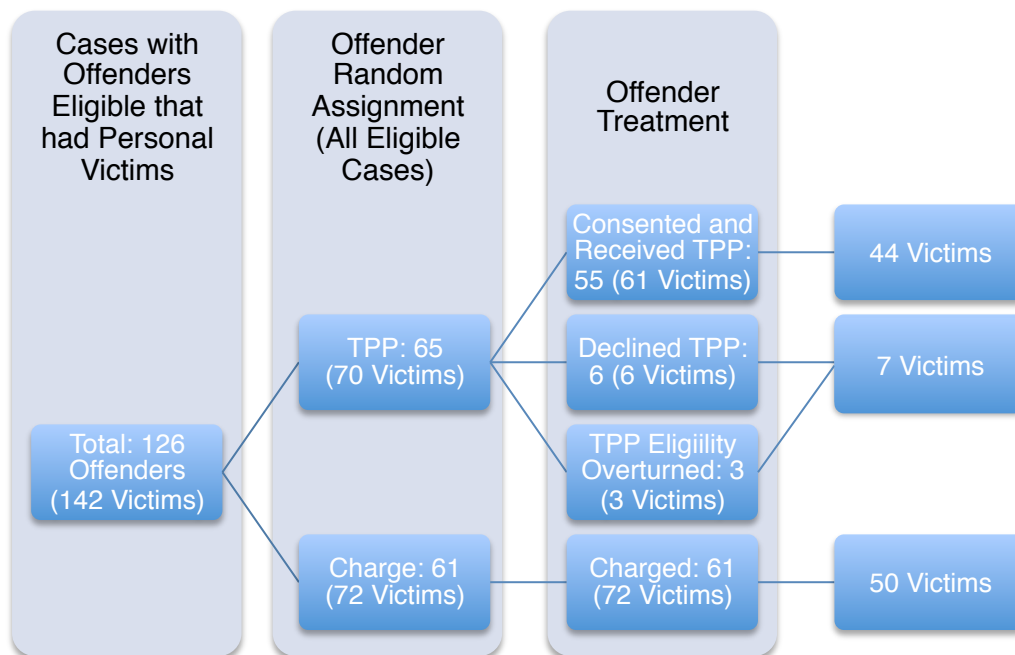 Cases with
Offenders
Eligible that
had Personal
Victims
Offender
Random
Assignment
(All Eligible
Cases)
Offender
Treatment
Total: 126
Offenders
(142 Victims)
TPP: 65
(70 Victims)
Charge: 61
(72 Victims)
Consented and
Received TPP:
55 (61 Victims)
Declined TPP:
6 (6 Victims)
TPP Eligiility
Overturned: 3
(3 Victims)
Charged: 61
(72 Victims)
44 Victims
7 Victims
50 Victims